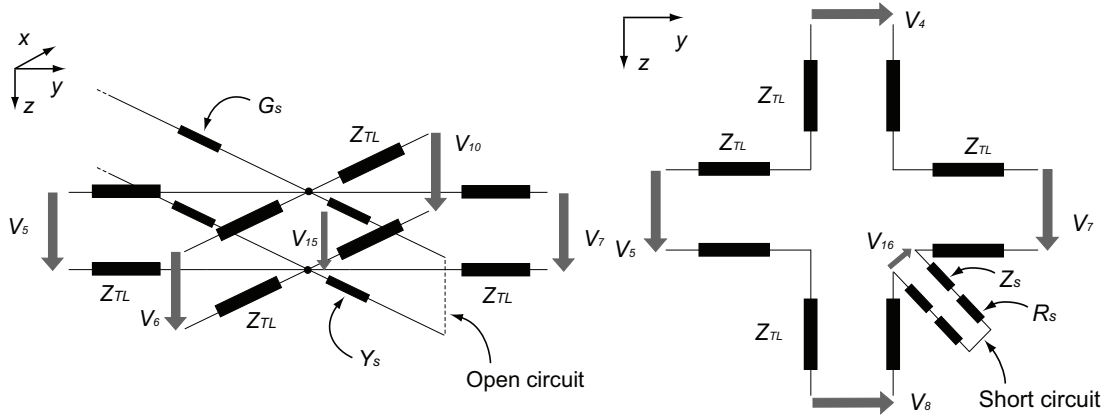 x
y
z
G_s
Z_TL
V_10
V_5
V_15
V_7
Z_TL
V_6
Z_TL
Z_TL
Y_s
Open circuit
y
z
V_4
Z_TL
Z_TL
Z_TL
V_5
V_16
V_7
Z_s
Z_TL
R_s
V_8
Short circuit